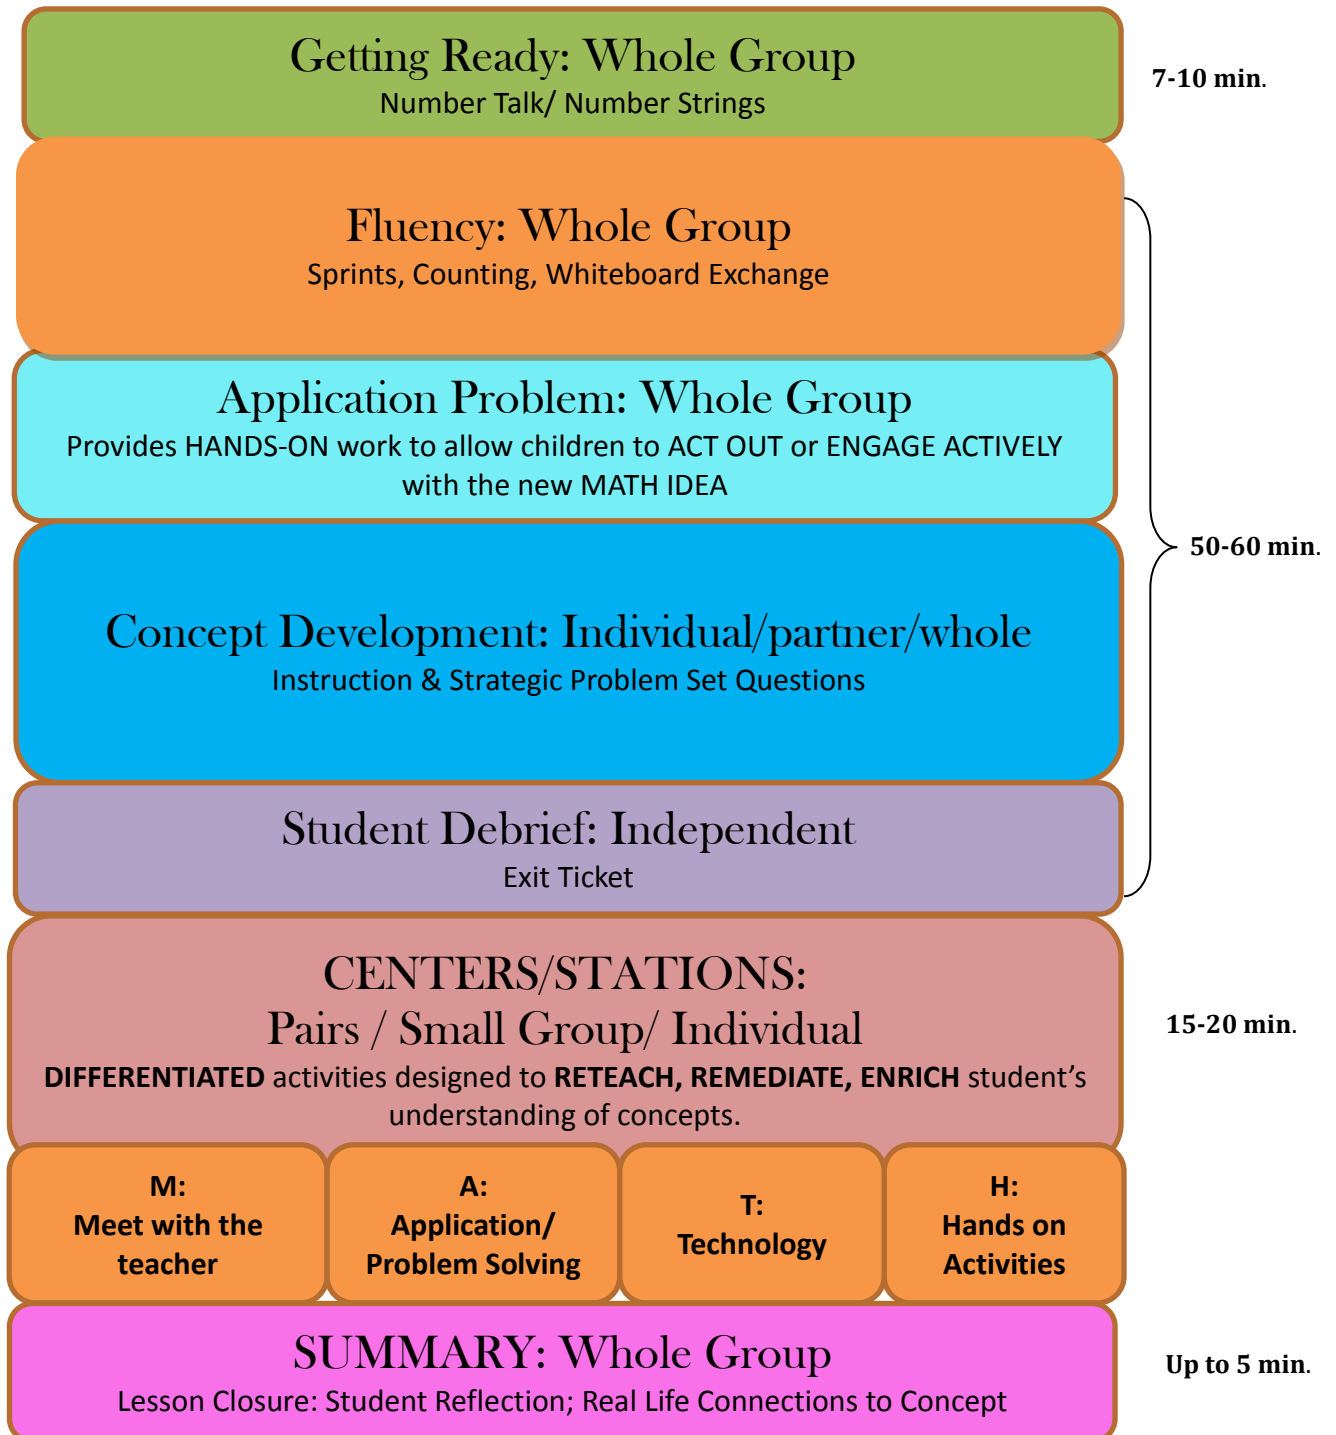 Getting Ready: Whole Group
Number Talk/ Number Strings
7-10 min.
Fluency: Whole Group
Sprints, Counting, Whiteboard Exchange
Application Problem: Whole Group
Provides HANDS-ON work to allow children to ACT OUT or ENGAGE ACTIVELY
with the new MATH IDEA
50-60 min.
Concept Development: Individual/partner/whole
Instruction & Strategic Problem Set Questions
Student Debrief: Independent
Exit Ticket
CENTERS/STATIONS:
Pairs / Small Group/ Individual
DIFFERENTIATED activities designed to RETEACH, REMEDIATE, ENRICH student’s
understanding of concepts.
15-20 min.
M:
Meet with the
teacher
A:
Application/
Problem Solving
T:
Technology
H:
Hands on
Activities
SUMMARY: Whole Group
Lesson Closure: Student Reflection; Real Life Connections to Concept
Up to 5 min.